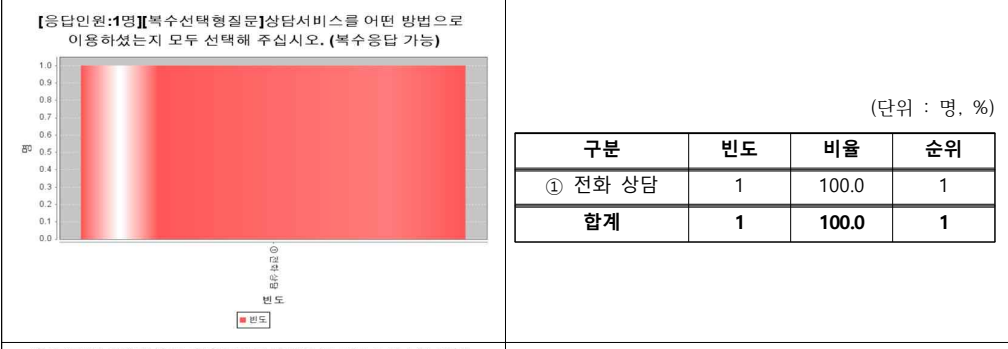 [응답인원:1명][복수선택형질문]상담서비스를 어떤 방법으로
이용하셨는지 모두 선택해 주십시오. (복수응답 가능)
1.0
0.9
0.8
0.7
0.6
0.5
0.4
0.3
0.2
0.1
0.0
명
① 전화 상담
빈도
빈도
(단위 : 명, %)
구분 빈도 비율 순위
① 전화 상담 1 100.0 1
합계 1 100.0 1